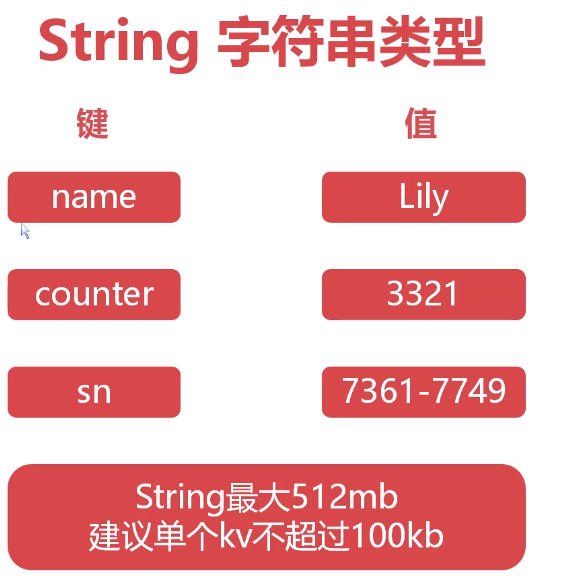 String 字符串类型
键 值
name Lily
counter 3321
sn 7361-7749
String最大512mb
建议单个kv不超过100kb